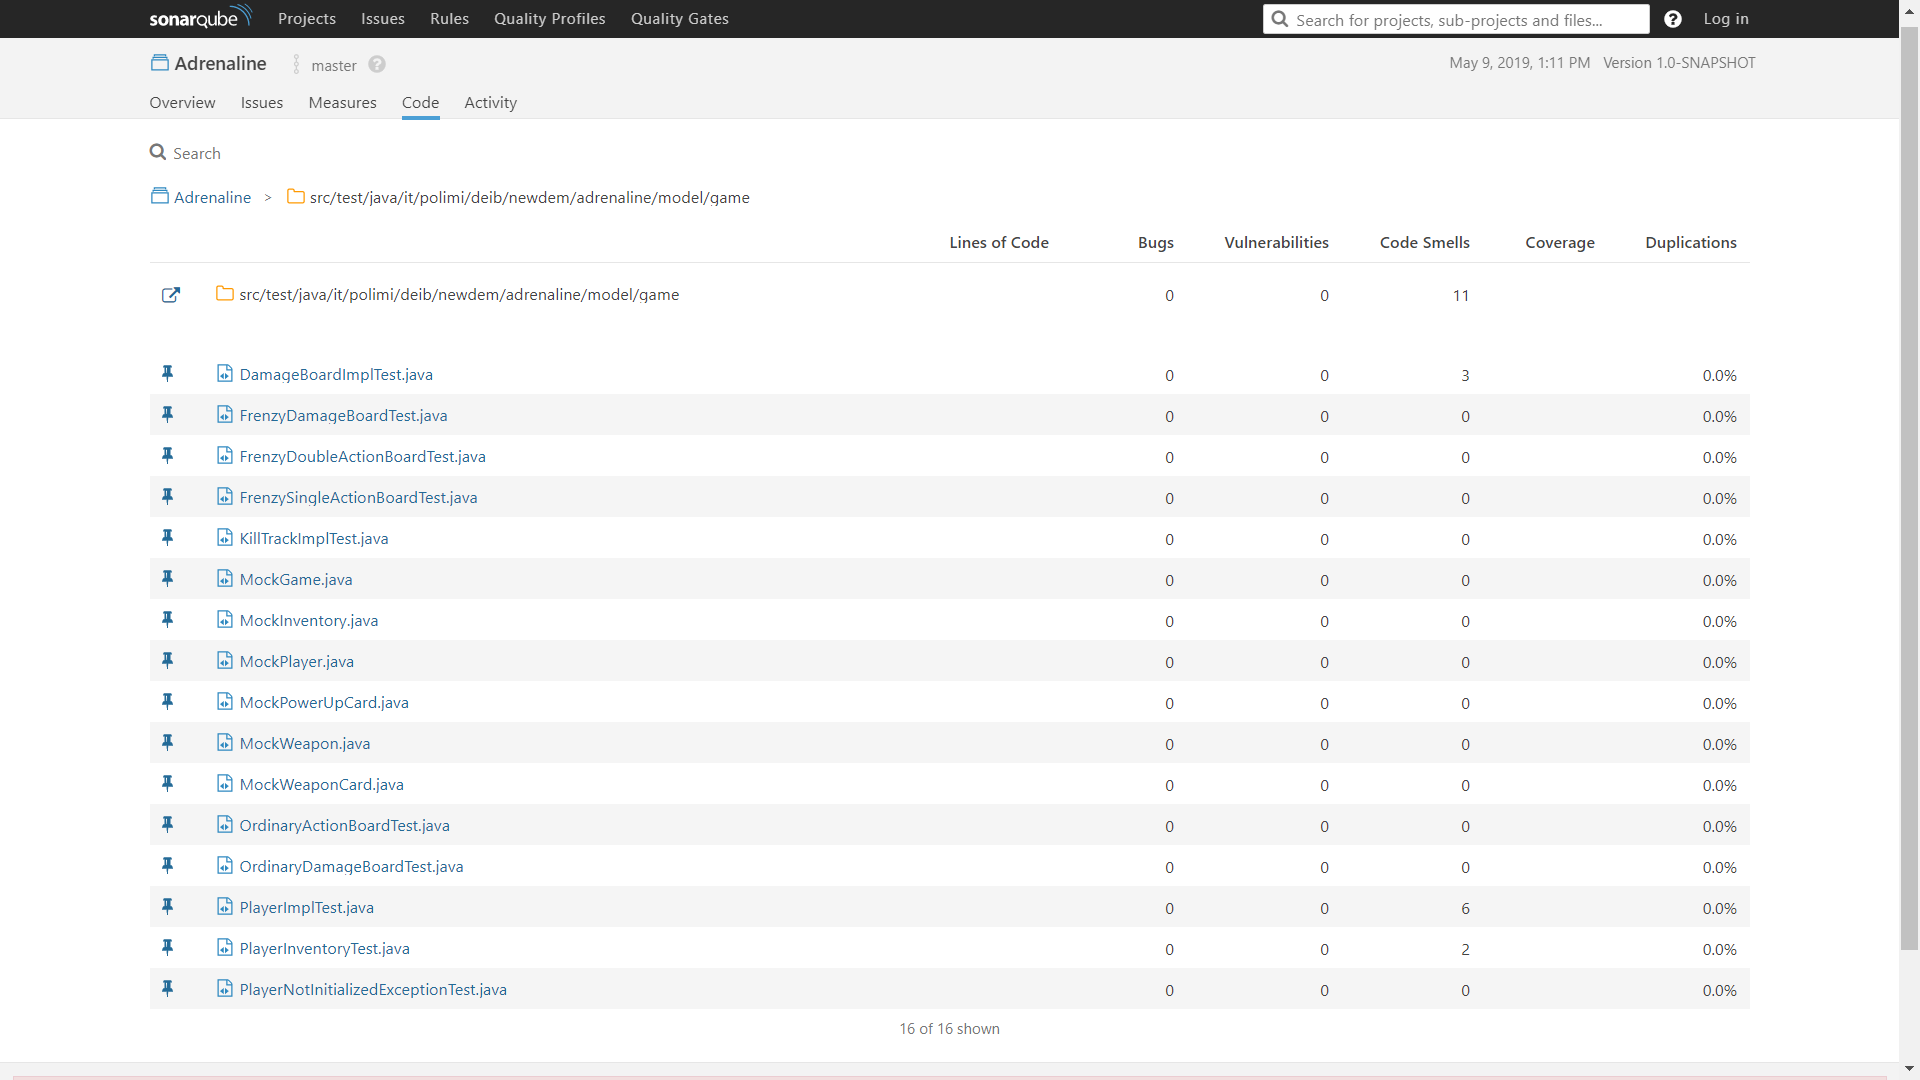 sonarqube Projects Issues Rules Quality Profiles Quality Gates Search for projects, sub-projects and files... ? Log in
Adrenaline master ? May 9, 2019, 1:11 PM Version 1.0-SNAPSHOT
Overview Issues Measures Code Activity
Search
Adrenaline > src/test/java/it/polimi/deib/newdem/adrenaline/model/game
Lines of Code Bugs Vulnerabilities Code Smells Coverage Duplications
src/test/java/it/polimi/deib/newdem/adrenaline/model/game 0 0 11
DamageBoardImplTest.java 0 0 3 0.0%
FrenzyDamageBoardTest.java 0 0 0 0.0%
FrenzyDoubleActionBoardTest.java 0 0 0 0.0%
FrenzySingleActionBoardTest.java 0 0 0 0.0%
KillTrackImplTest.java 0 0 0 0.0%
MockGame.java 0 0 0 0.0%
MockInventory.java 0 0 0 0.0%
MockPlayer.java 0 0 0 0.0%
MockPowerUpCard.java 0 0 0 0.0%
MockWeapon.java 0 0 0 0.0%
MockWeaponCard.java 0 0 0 0.0%
OrdinaryActionBoardTest.java 0 0 0 0.0%
OrdinaryDamageBoardTest.java 0 0 0 0.0%
PlayerImplTest.java 0 0 6 0.0%
PlayerInventoryTest.java 0 0 2 0.0%
PlayerNotInitializedExceptionTest.java 0 0 0 0.0%
16 of 16 shown